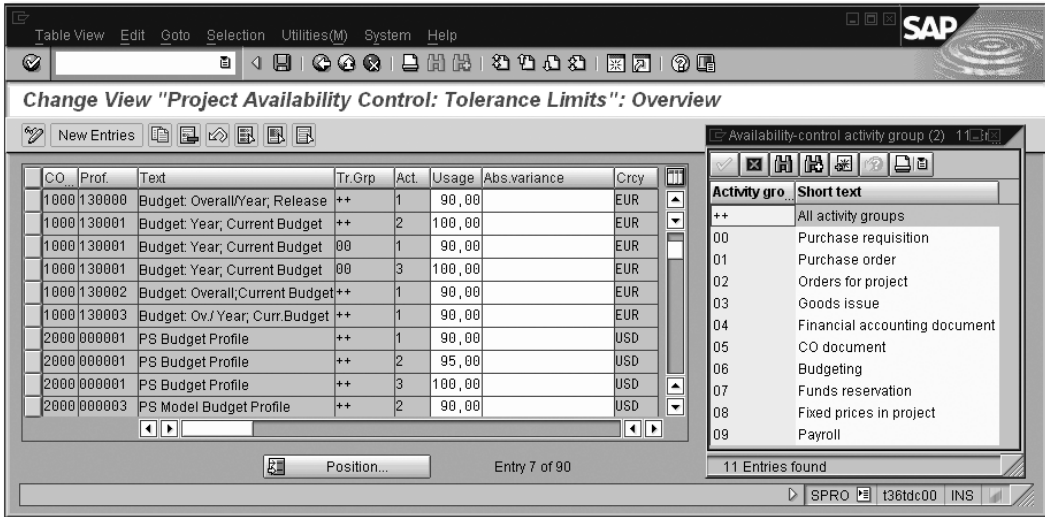 Table View Edit Goto Selection Utilities(M) System Help
SAP
Change View "Project Availability Control: Tolerance Limits": Overview
New Entries
CO... Prof. Text Tr.Grp Act. Usage Abs.variance Crcy
1000 130000 Budget: Overall/Year; Release ++ 1 90,00 EUR
1000 130001 Budget: Year; Current Budget ++ 2 100,00 EUR
1000 130001 Budget: Year; Current Budget 00 1 90,00 EUR
1000 130001 Budget: Year; Current Budget 00 3 100,00 EUR
1000 130002 Budget: Overall;Current Budget ++ 1 90,00 EUR
1000 130003 Budget: Ov./ Year; Curr.Budget ++ 1 90,00 EUR
2000 000001 PS Budget Profile ++ 1 90,00 USD
2000 000001 PS Budget Profile ++ 2 95,00 USD
2000 000001 PS Budget Profile ++ 3 100,00 USD
2000 000003 PS Model Budget Profile ++ 2 90,00 USD
Position... Entry 7 of 90
Availability-control activity group (2) 11
Activity gro... Short text
++ All activity groups
00 Purchase requisition
01 Purchase order
02 Orders for project
03 Goods issue
04 Financial accounting document
05 CO document
06 Budgeting
07 Funds reservation
08 Fixed prices in project
09 Payroll
11 Entries found
SPRO t36tdc00 INS